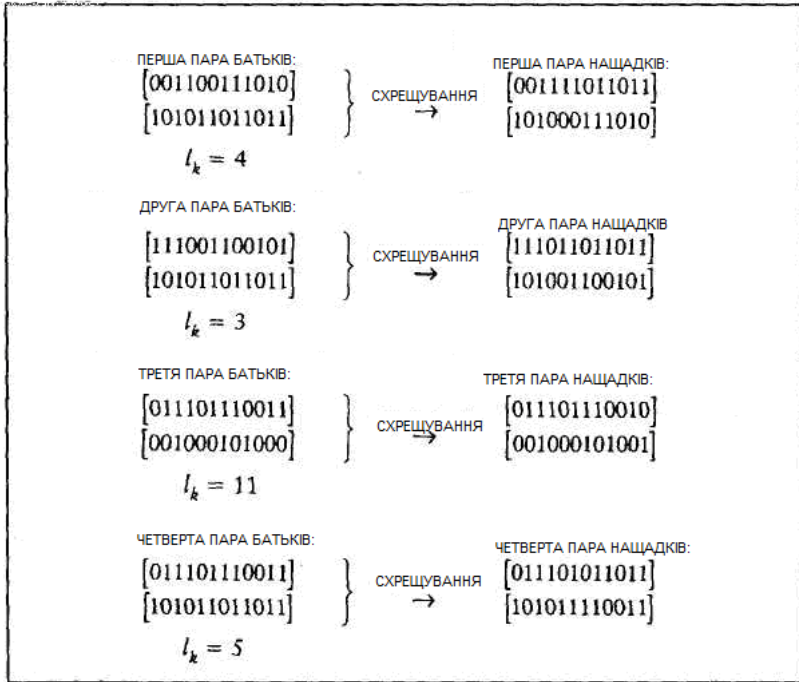 ПЕРША ПАРА БАТЬКІВ:
[001100111010]
[101011011011]
l_k = 4
СХРЕЩУВАННЯ
→
ПЕРША ПАРА НАЩАДКІВ:
[001111011011]
[101000111010]
ДРУГА ПАРА БАТЬКІВ:
[111001100101]
[101011011011]
l_k = 3
СХРЕЩУВАННЯ
→
ДРУГА ПАРА НАЩАДКІВ
[111011011011]
[101001100101]
ТРЕТЯ ПАРА БАТЬКІВ:
[011101110011]
[001000101000]
l_k = 11
СХРЕЩУВАННЯ
→
ТРЕТЯ ПАРА НАЩАДКІВ:
[011101110010]
[001000101001]
ЧЕТВЕРТА ПАРА БАТЬКІВ:
[011101110011]
[101011011011]
l_k = 5
СХРЕЩУВАННЯ
→
ЧЕТВЕРТА ПАРА НАЩАДКІВ:
[011101011011]
[101011110011]